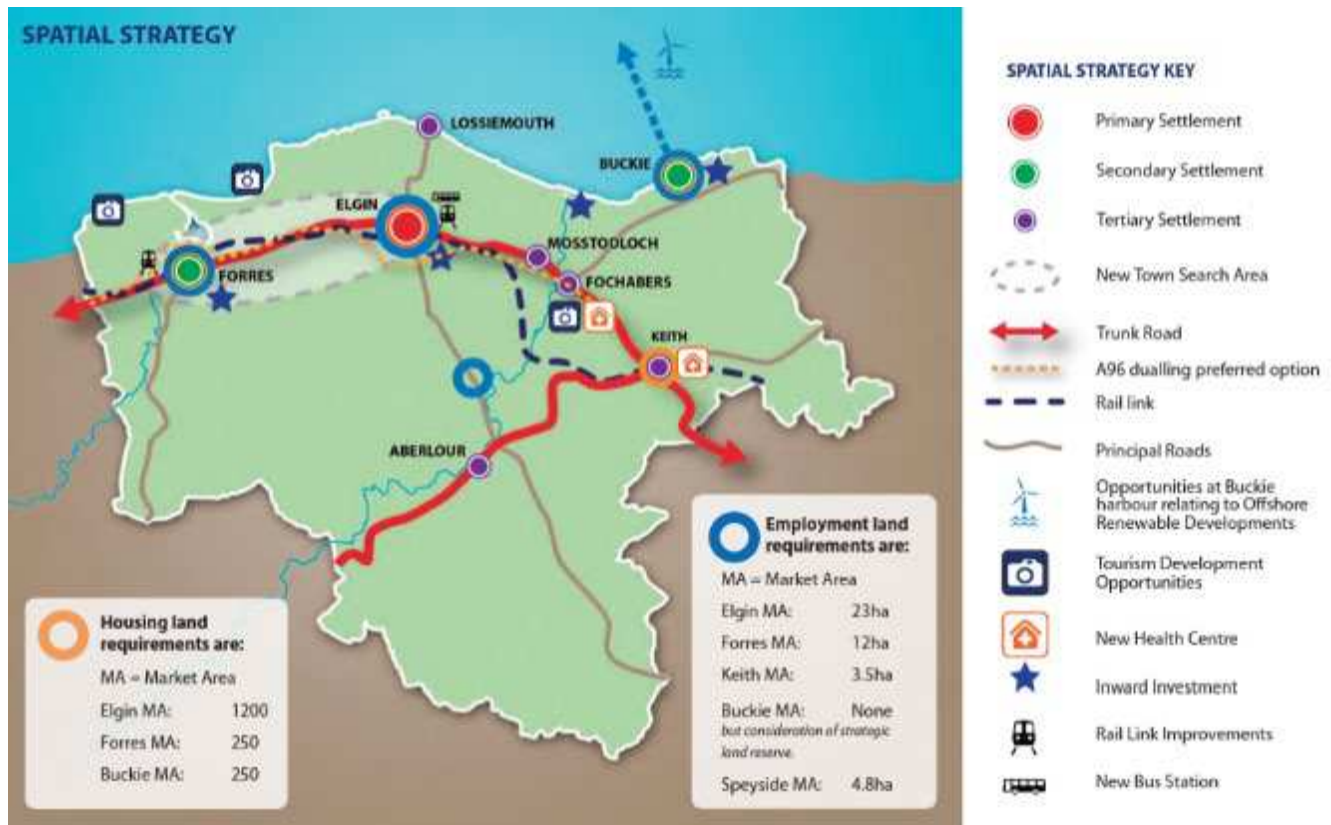 SPATIAL STRATEGY
LOSSIEMOUTH
BUCKIE
ELGIN
MOSSTODLOCH
FORRES
FOCHABERS
KEITH
ABERLOUR
Housing land
requirements are:
MA = Market Area
Elgin MA: 1200
Forres MA: 250
Buckie MA: 250
Employment land
requirements are:
MA = Market Area
Elgin MA: 23ha
Forres MA: 12ha
Keith MA: 3.5ha
Buckie MA: None
but consideration of strategic
land reserve.
Speyside MA: 4.8ha
SPATIAL STRATEGY KEY
Primary Settlement
Secondary Settlement
Tertiary Settlement
New Town Search Area
Trunk Road
A96 dualling preferred option
Rail link
Principal Roads
Opportunities at Buckie
harbour relating to Offshore
Renewable Developments
Tourism Development
Opportunities
New Health Centre
Inward Investment
Rail Link Improvements
New Bus Station